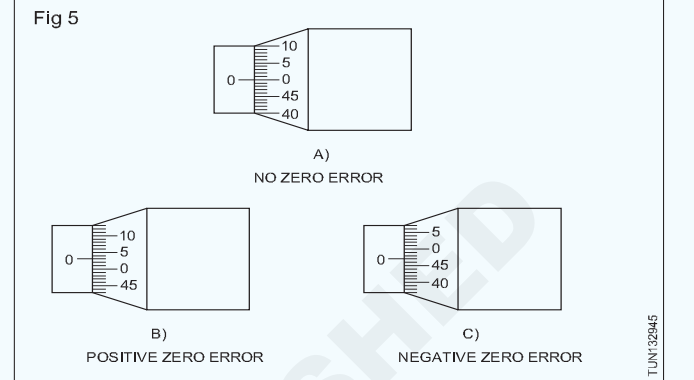 Fig 5
10
5
0
0
45
40
A)
NO ZERO ERROR
10
5
0
0
45
B)
POSITIVE ZERO ERROR
5
0
0
45
40
C)
NEGATIVE ZERO ERROR
TUN132945
SHED